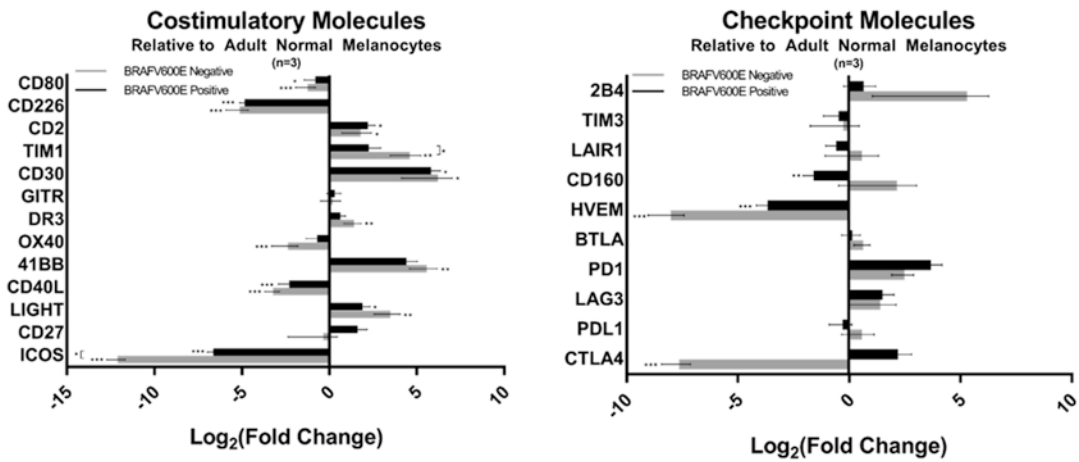 Costimulatory Molecules
Relative to Adult Normal Melanocytes
(n=3)
BRAFV600E Negative
BRAFV600E Positive
CD80
CD226
CD2
TIM1
CD30
GITR
DR3
OX40
41BB
CD40L
LIGHT
CD27
ICOS
-15
-10
-5
0
5
10
Log₂(Fold Change)
Checkpoint Molecules
Relative to Adult Normal Melanocytes
(n=3)
BRAFV600E Negative
BRAFV600E Positive
2B4
TIM3
LAIR1
CD160
HVEM
BTLA
PD1
LAG3
PDL1
CTLA4
-10
-5
0
5
10
Log₂(Fold Change)